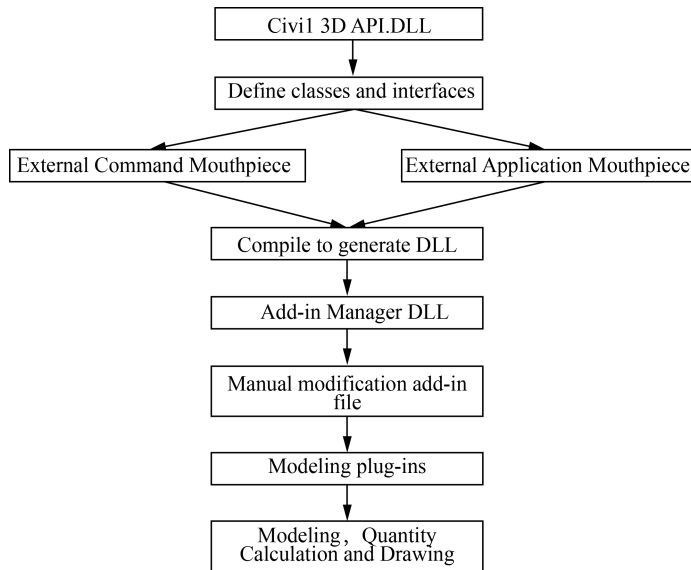 Civi1 3D API.DLL
Define classes and interfaces
External Command Mouthpiece
External Application Mouthpiece
Compile to generate DLL
Add-in Manager DLL
Manual modification add-in
file
Modeling plug-ins
Modeling，Quantity
Calculation and Drawing